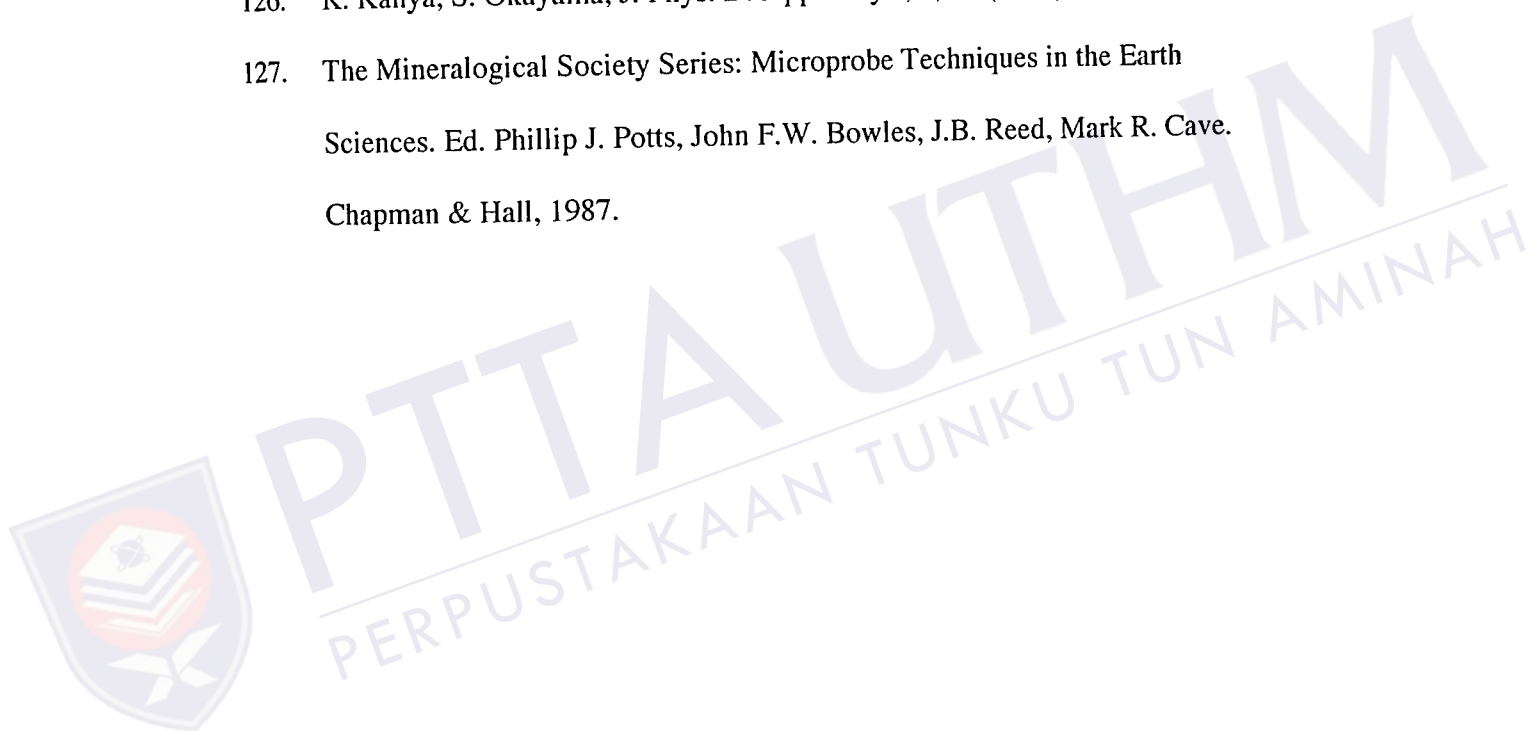 127. The Mineralogical Society Series: Microprobe Techniques in the Earth
Sciences. Ed. Phillip J. Potts, John F.W. Bowles, J.B. Reed, Mark R. Cave.
Chapman & Hall, 1987.
PTTA UTHM
PERPUSTAKAAN TUNKU TUN AMINAH